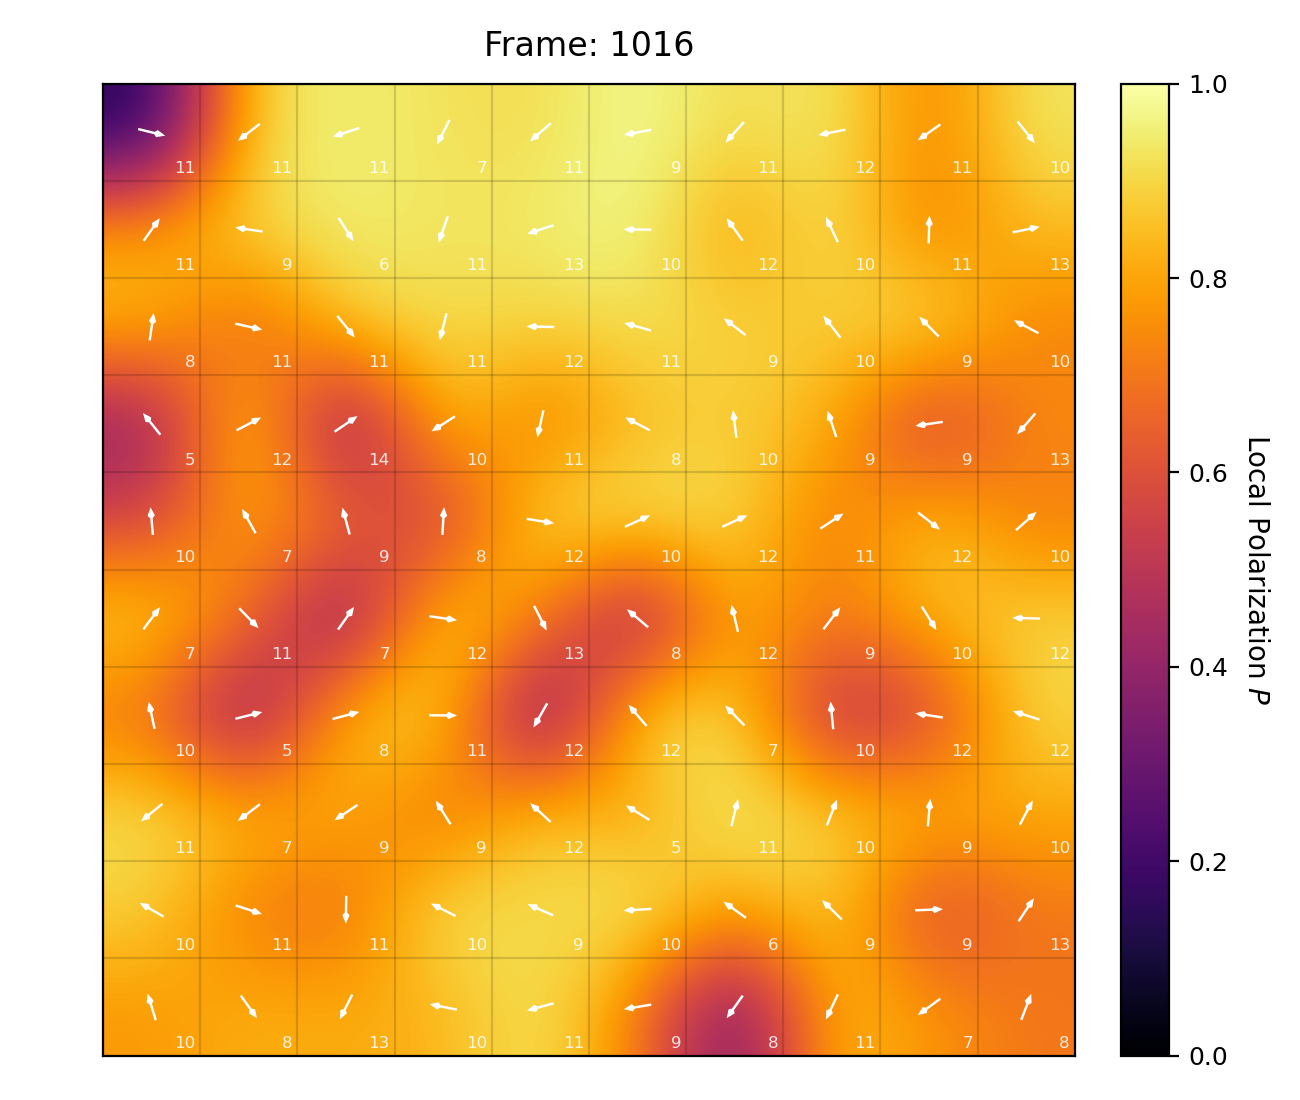 Frame: 1016
11 11 11 7 11 9 11 12 11 10
11 9 6 11 13 10 12 10 11 13
8 11 11 11 12 11 9 10 9 10
5 12 14 10 11 8 10 9 9 13
10 7 9 8 12 10 12 11 12 10
7 11 7 12 13 8 12 9 10 12
10 5 8 11 12 12 7 10 12 12
11 7 9 9 12 5 11 10 9 10
10 11 11 10 9 10 6 9 9 13
10 8 13 10 11 9 8 11 7 8
1.0
0.8
0.6
0.4
0.2
0.0
Local Polarization P